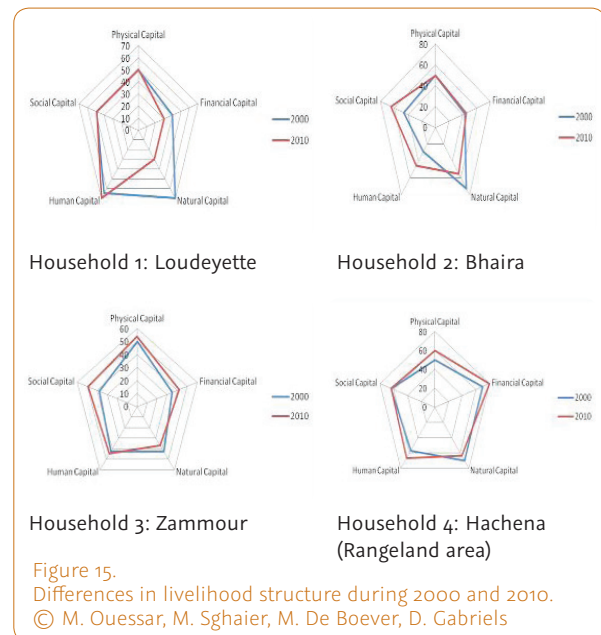 Physical Capital
70
60
50
40
30
20
10
0
Social Capital
Financial Capital
Human Capital
Natural Capital
2000
2010
Household 1: Loudeyette
Physical Capital
80
60
40
20
0
Social Capital
Financial Capital
Human Capital
Natural Capital
2000
2010
Household 2: Bhaira
Physical Capital
60
50
40
30
20
10
0
Social Capital
Financial Capital
Human Capital
Natural Capital
2000
2010
Household 3: Zammour
Physical Capital
80
60
40
20
0
Social Capital
Financial Capital
Human Capital
Natural Capital
2000
2010
Household 4: Hachena
(Rangeland area)
Figure 15.
Differences in livelihood structure during 2000 and 2010.
© M. Ouessar, M. Sghaier, M. De Boever, D. Gabriels